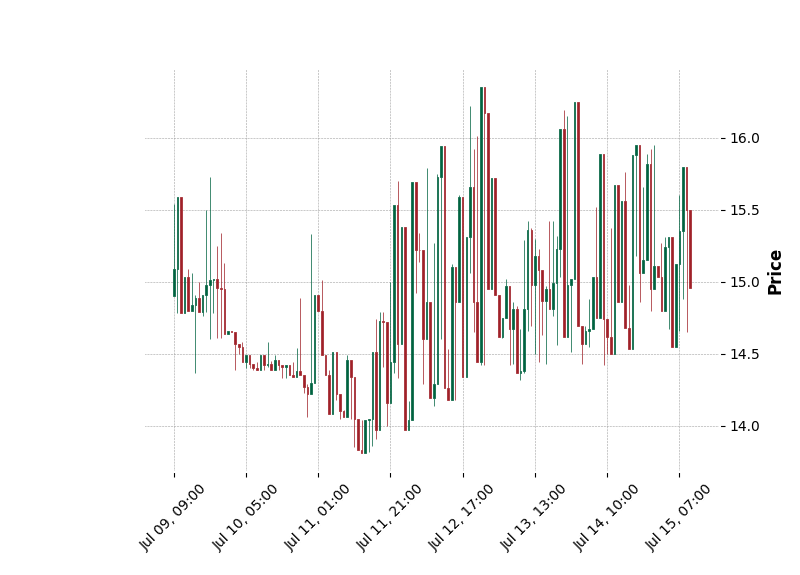 16.0
15.5
15.0
14.5
14.0
Price
Jul 09, 09:00
Jul 10, 05:00
Jul 11, 01:00
Jul 11, 21:00
Jul 12, 17:00
Jul 13, 13:00
Jul 14, 10:00
Jul 15, 07:00